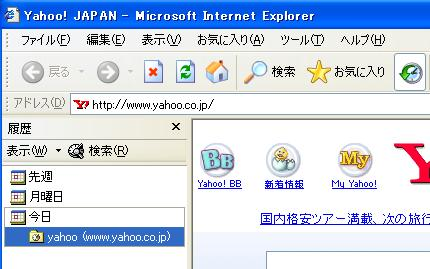 Yahoo! JAPAN - Microsoft Internet Explorer
ファイル(F) 編集(E) 表示(V) お気に入り(A) ツール(T) ヘルプ(H)
戻る 検索 お気に入り
アドレス(D) Y! http://www.yahoo.co.jp/
履歴 ×
表示(W) 検索(R)
先週
月曜日
今日
yahoo (www.yahoo.co.jp)
BB My Y
Yahoo! BB 新着情報 My Yahoo!
国内格安ツアー満載、次の旅行